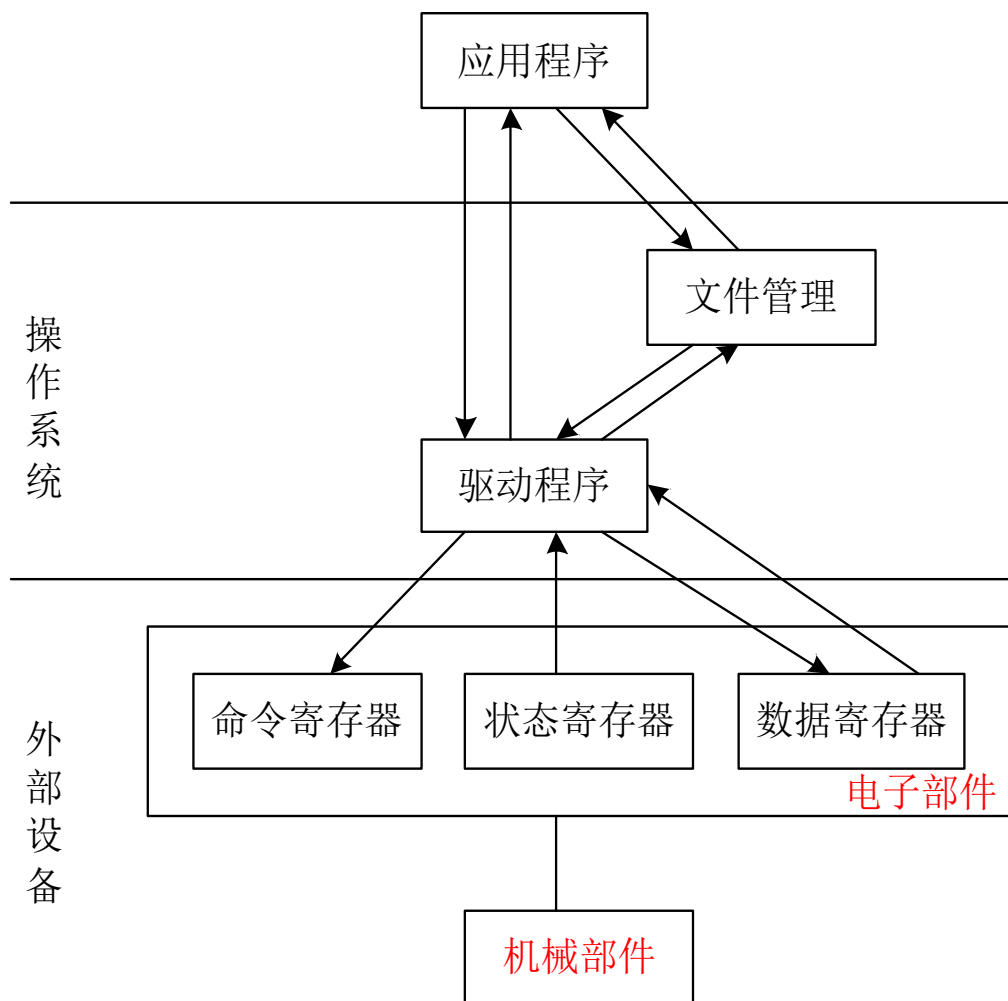 应用程序
文件管理
操作系统
驱动程序
命令寄存器
状态寄存器
数据寄存器
电子部件
外部设备
机械部件